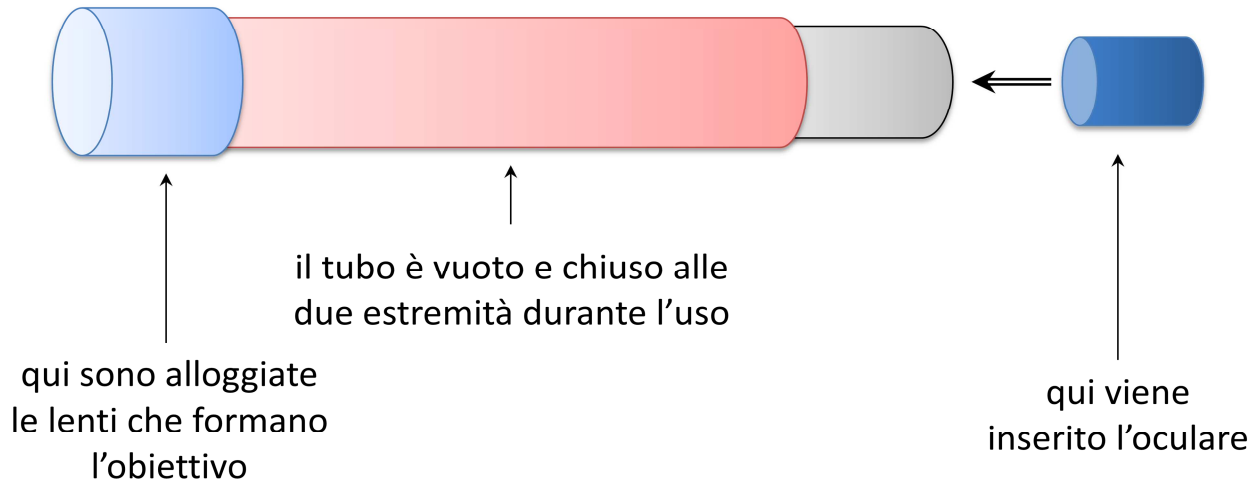 il tubo è vuoto e chiuso alle
due estremità durante l’uso
qui sono alloggiate
le lenti che formano
l’obiettivo
qui viene
inserito l’oculare